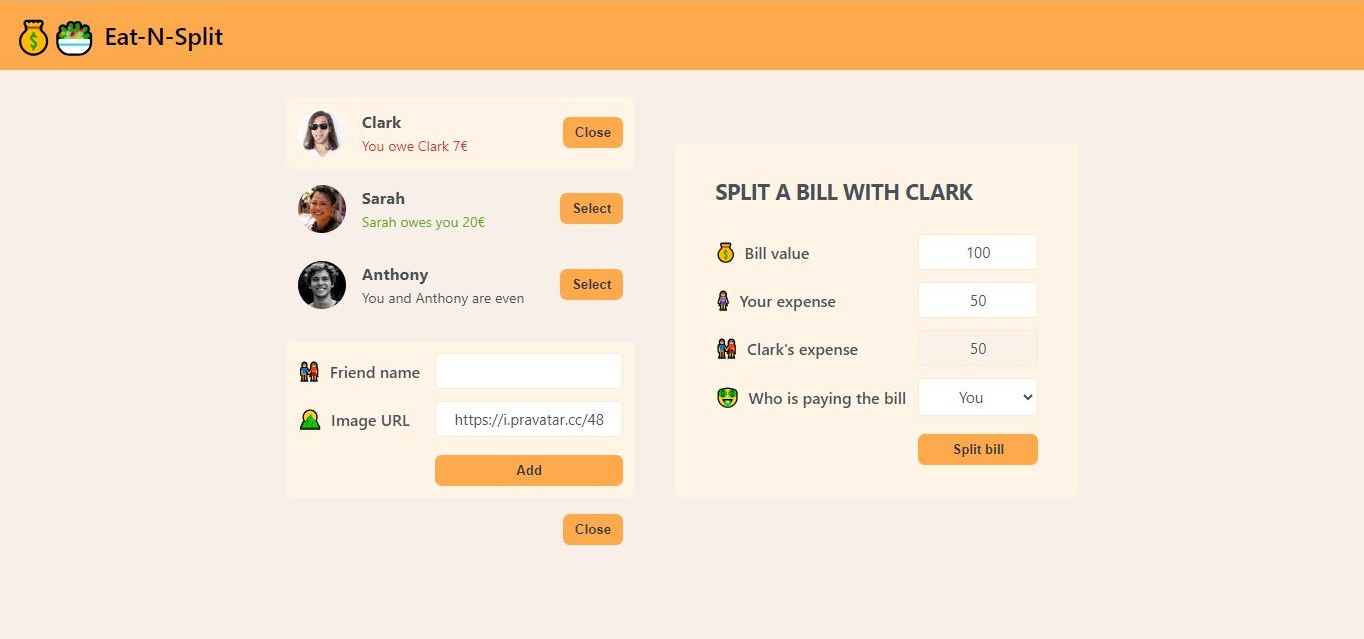 Eat-N-Split
Clark
You owe Clark 7€
Close
Sarah
Sarah owes you 20€
Select
Anthony
You and Anthony are even
Select
Friend name
Image URL
https://i.pravatar.cc/48
Add
Close
SPLIT A BILL WITH CLARK
Bill value
100
Your expense
50
Clark's expense
50
Who is paying the bill
You
Split bill